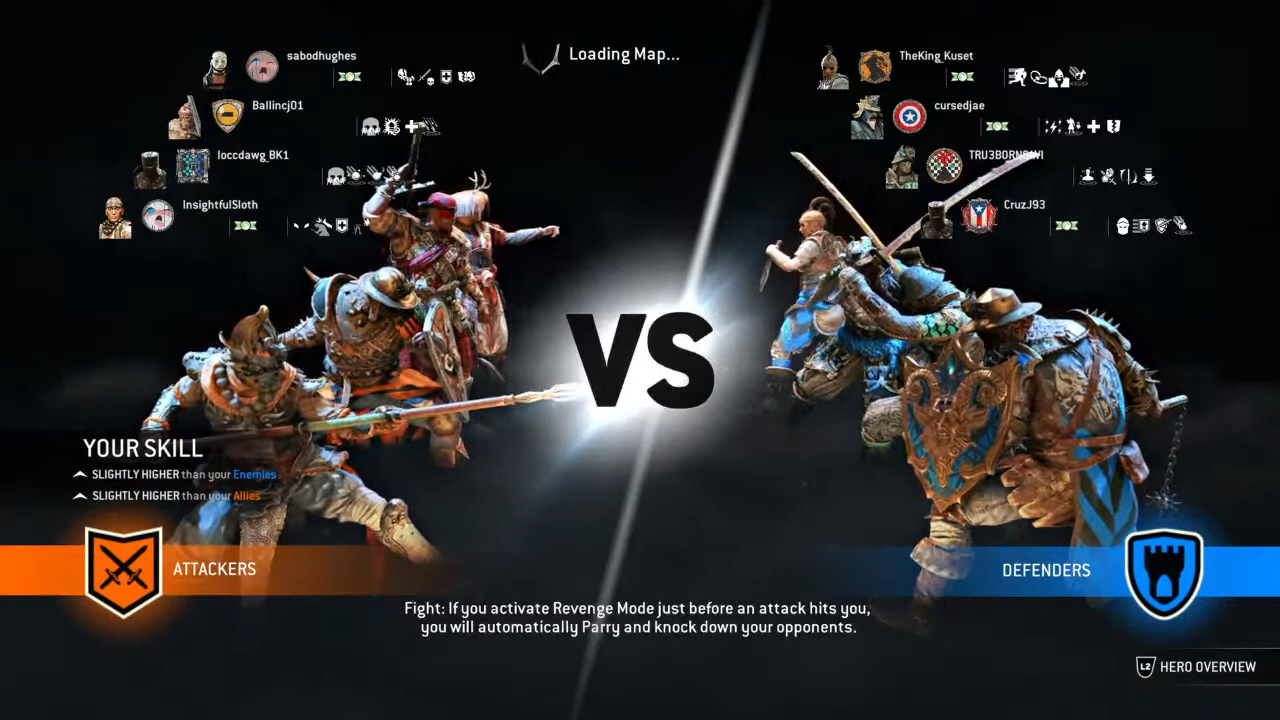 Loading Map...
sabodhughes
Ballincj01
loccdawg_BK1
InsightfulSloth
TheKing_Kuset
cursedjae
CruzJ93
VS
YOUR SKILL
SLIGHTLY HIGHER than your Enemies
SLIGHTLY HIGHER than your Allies
ATTACKERS
DEFENDERS
Fight: If you activate Revenge Mode just before an attack hits you,
you will automatically Parry and knock down your opponents.
L2 HERO OVERVIEW